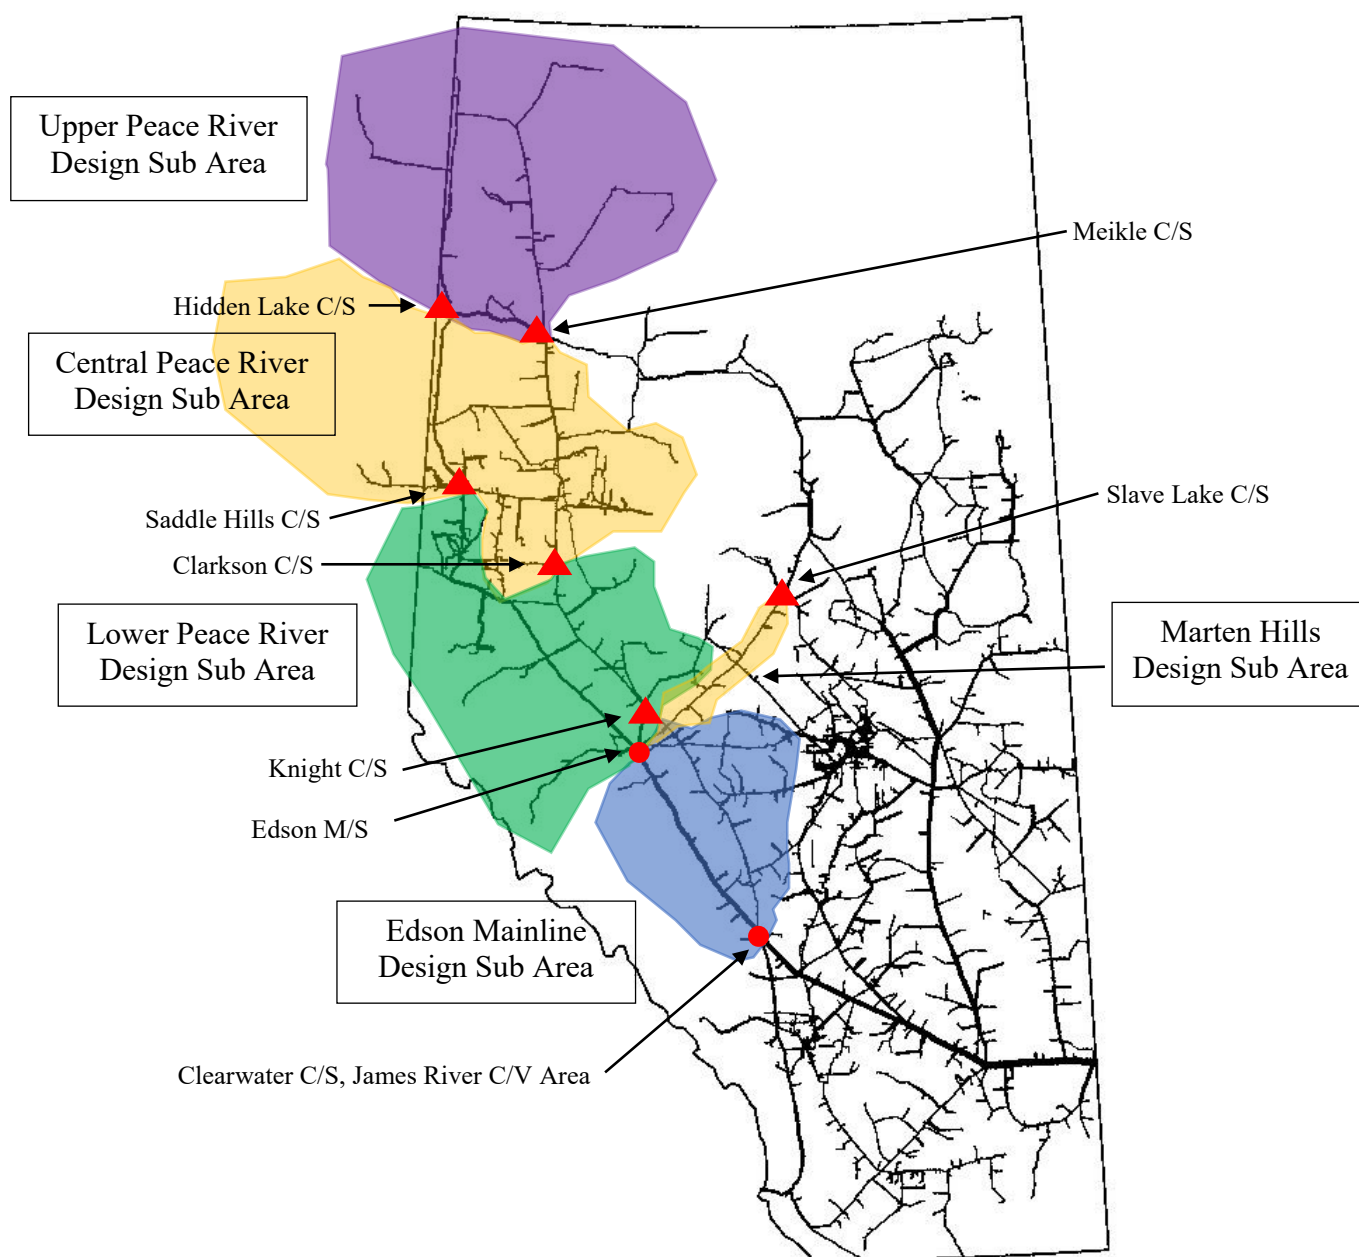 Upper Peace River
Design Sub Area
Meikle C/S
Hidden Lake C/S
Central Peace River
Design Sub Area
Slave Lake C/S
Saddle Hills C/S
Clarkson C/S
Lower Peace River
Design Sub Area
Marten Hills
Design Sub Area
Knight C/S
Edson M/S
Edson Mainline
Design Sub Area
Clearwater C/S, James River C/V Area